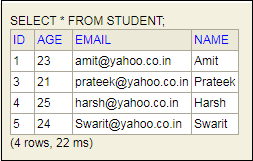 SELECT * FROM STUDENT;
ID AGE EMAIL NAME
1 23 amit@yahoo.co.in Amit
3 21 prateek@yahoo.co.in Prateek
4 25 harsh@yahoo.co.in Harsh
5 24 Swarit@yahoo.co.in Swarit
(4 rows, 22 ms)